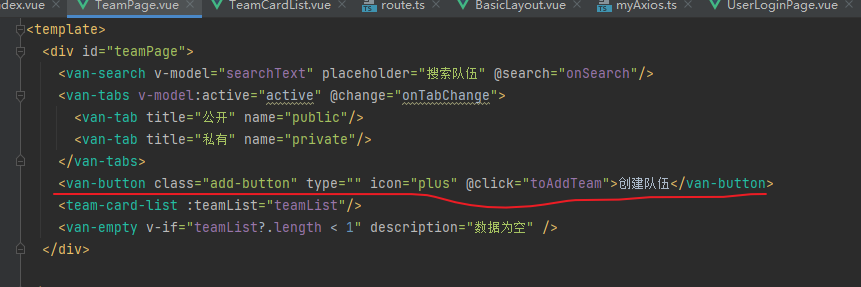 ndex.vue TeamPage.vue TeamCardList.vue route.ts BasicLayout.vue myAxios.ts UserLoginPage.vue
<template>
<div id="teamPage">
<van-search v-model="searchText" placeholder="搜索队伍" @search="onSearch"/>
<van-tabs v-model:active="active" @change="onTabChange">
<van-tab title="公开" name="public"/>
<van-tab title="私有" name="private"/>
</van-tabs>
<van-button class="add-button" type="" icon="plus" @click="toAddTeam">创建队伍</van-button>
<team-card-list :teamList="teamList"/>
<van-empty v-if="teamList?.length < 1" description="数据为空" />
</div>